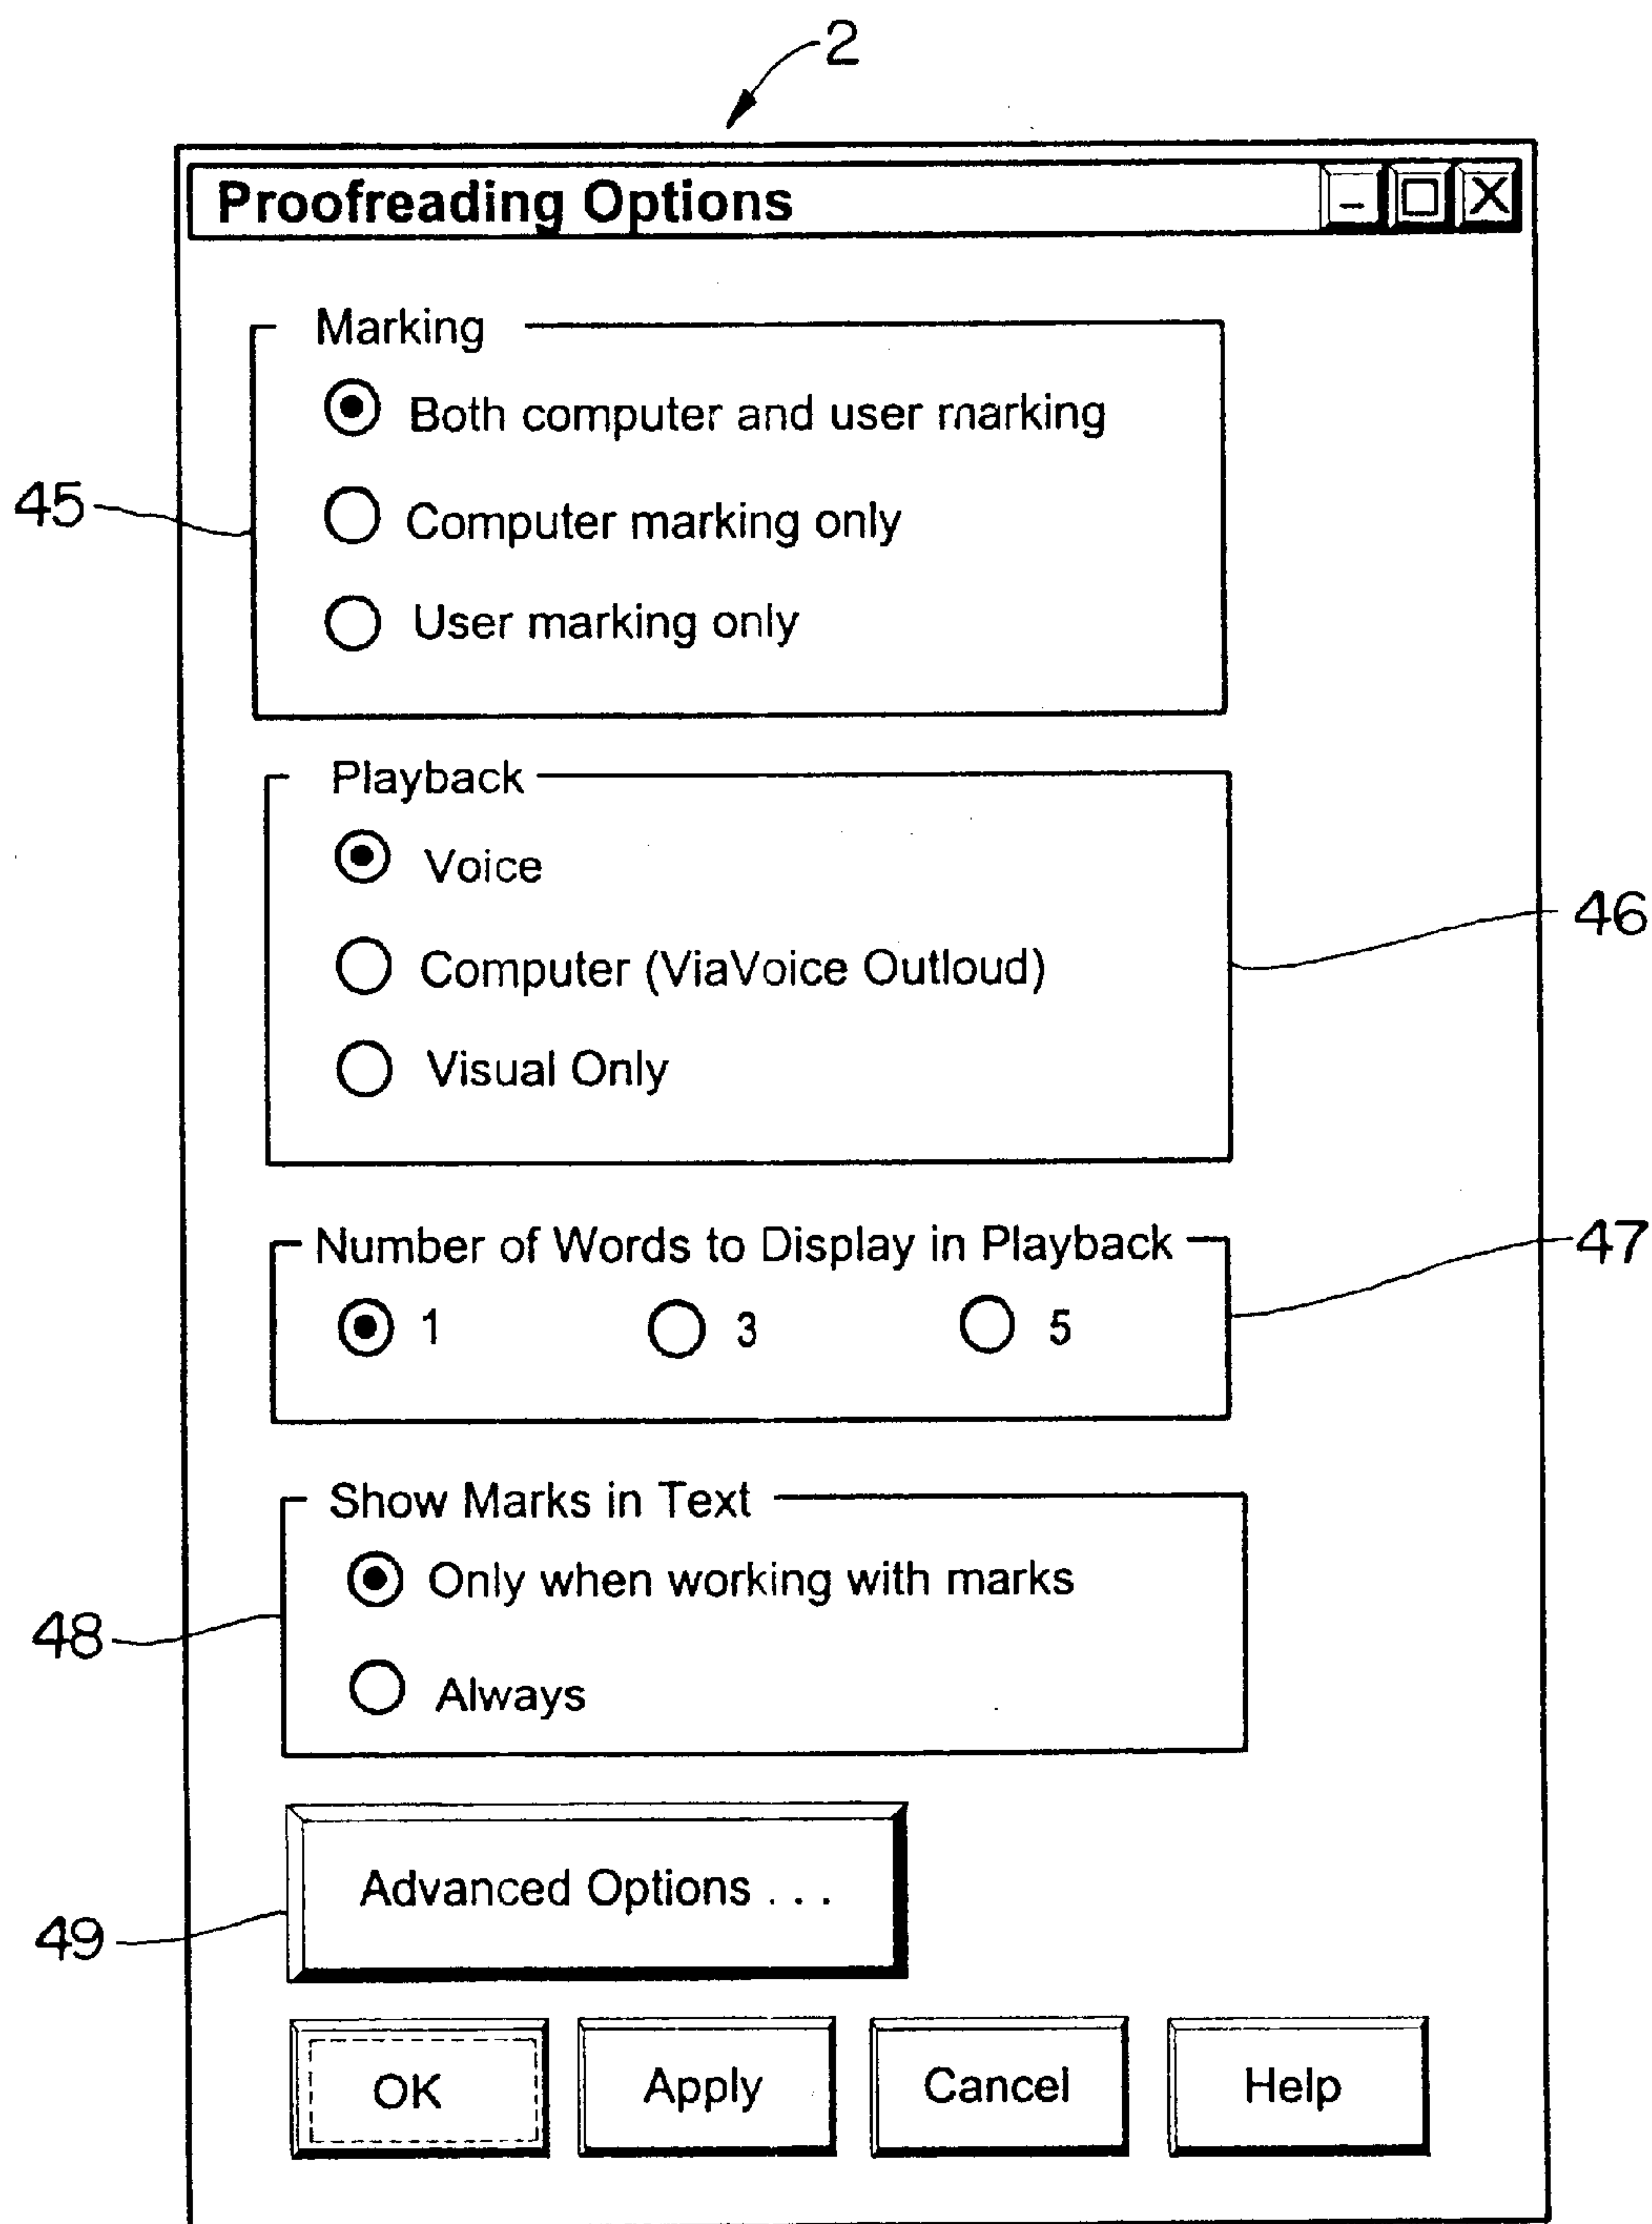 2
Proofreading Options
Marking
Both computer and user marking
45
Computer marking only
User marking only
Playback
Voice
46
Computer (ViaVoice Outloud)
Visual Only
Number of Words to Display in Playback
47
1 3 5
Show Marks in Text
Only when working with marks
48
Always
Advanced Options . . .
49
OK Apply Cancel Help